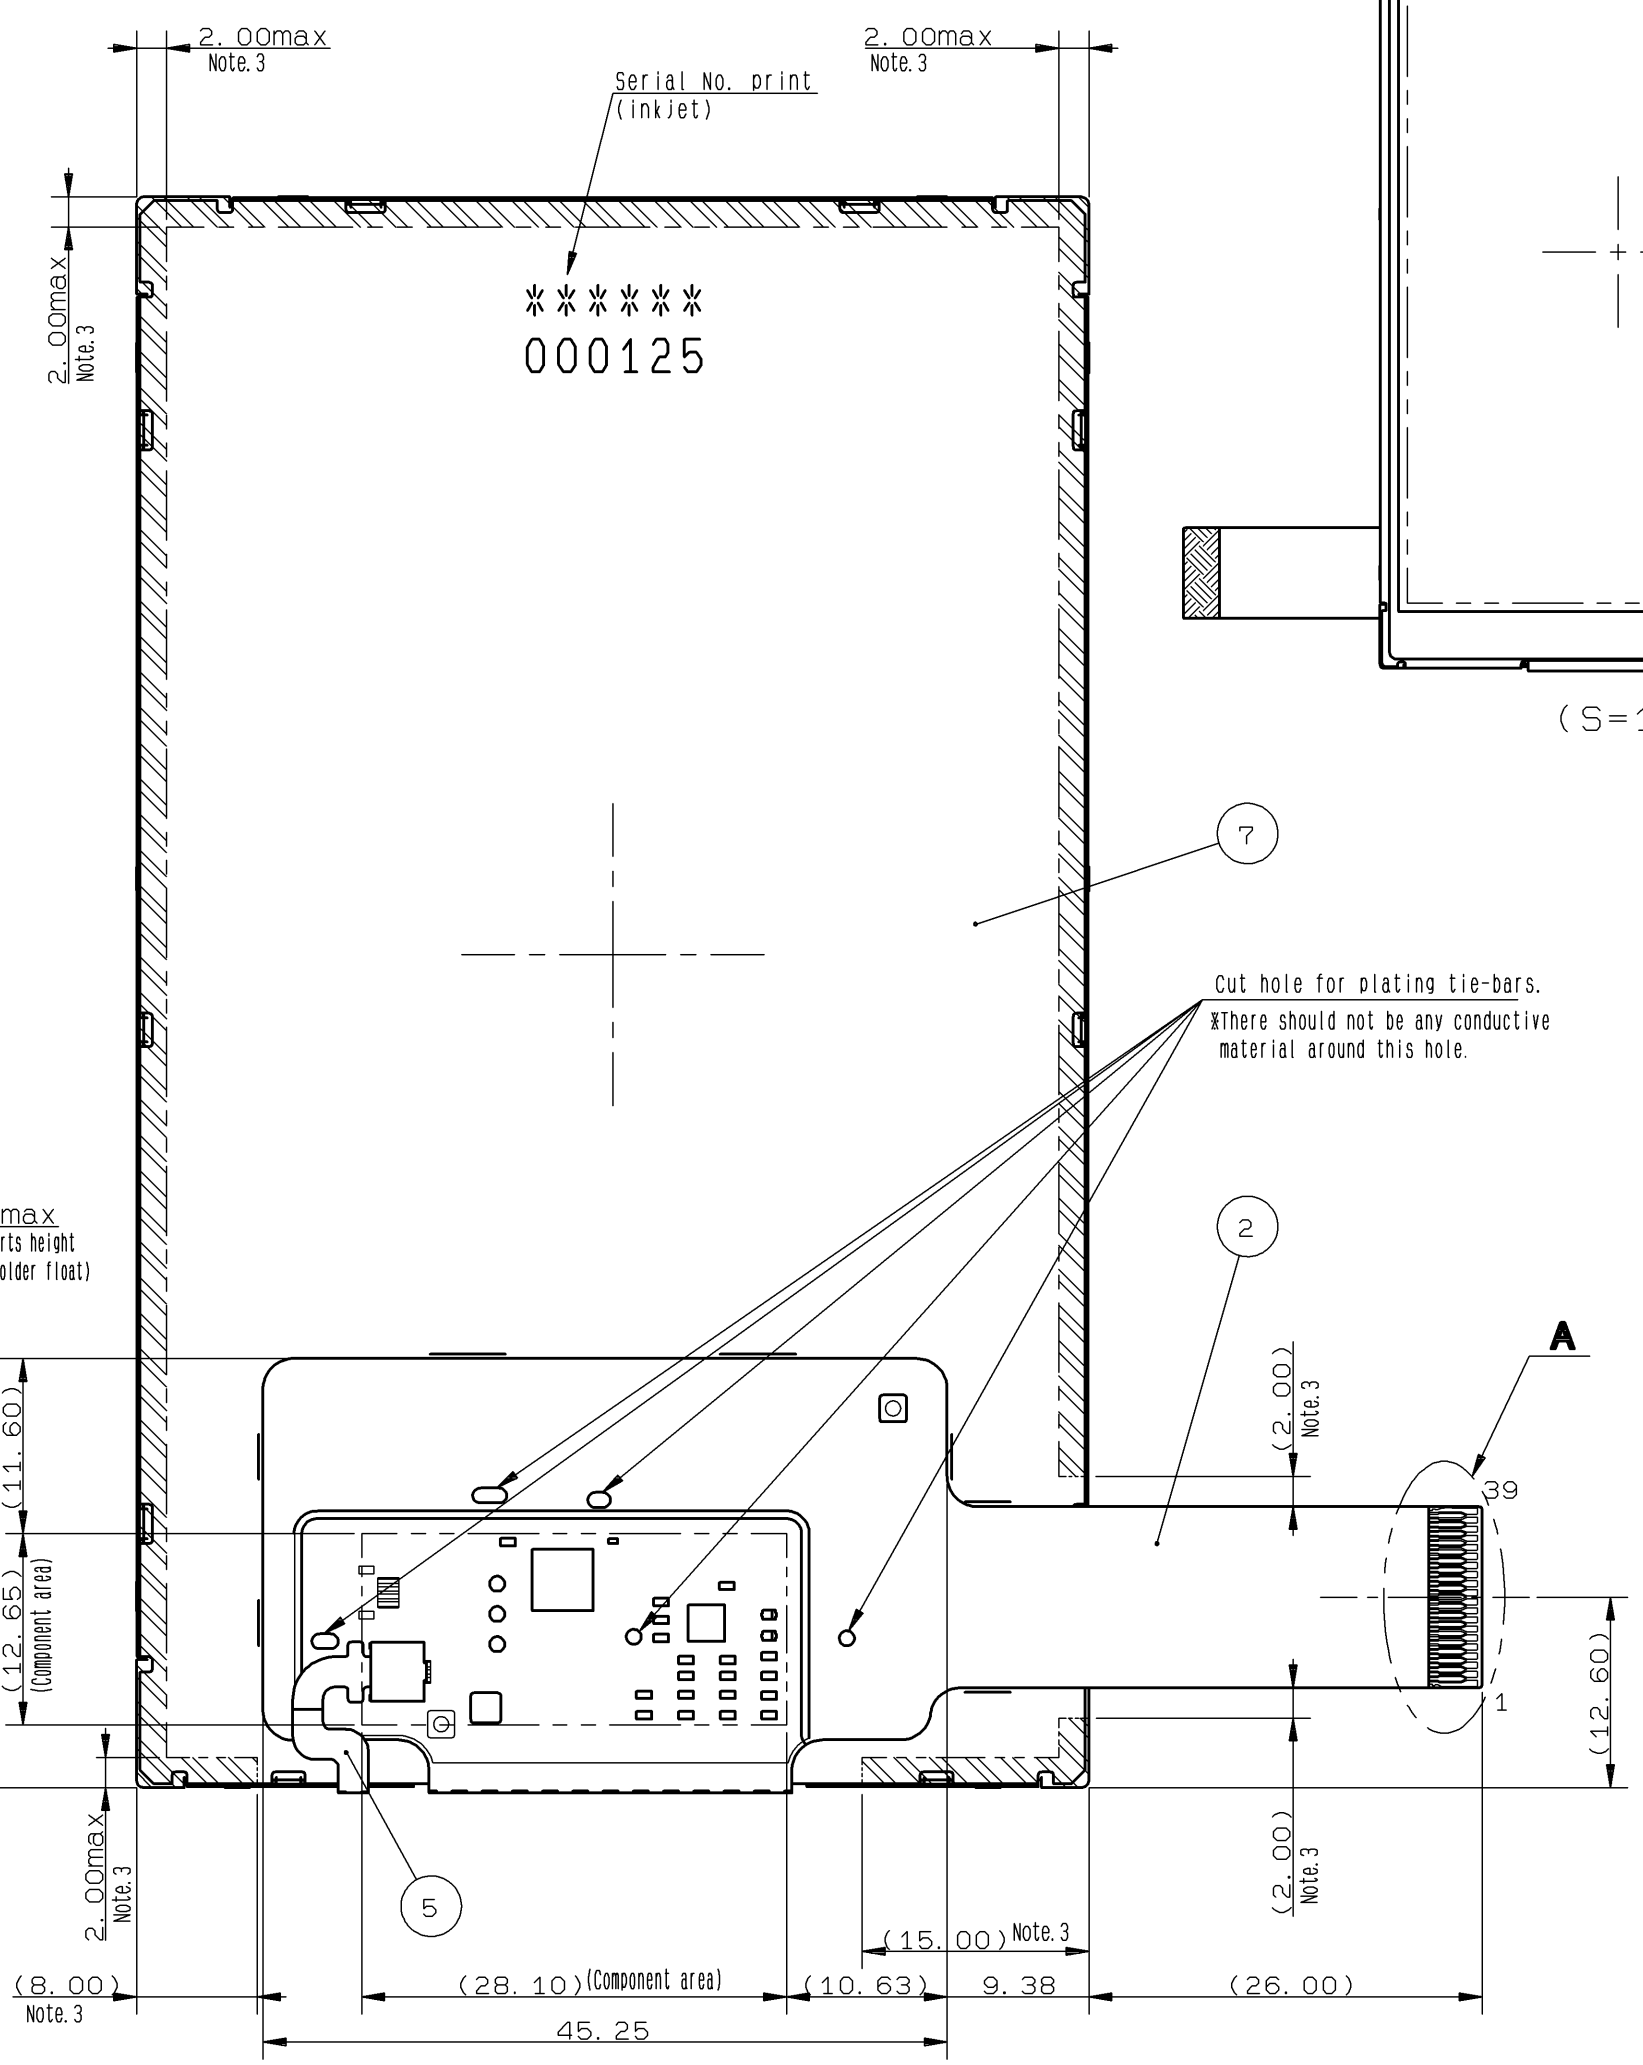 2.00max
Note.3
2.00max
Note.3
Serial No. print
(inkjet)
2.00max
Note.3
******
000125
(S=1
7
Cut hole for plating tie-bars.
※There should not be any conductive
material around this hole.
max
rts height
older float)
2
A
(11.60)
(2.00)
Note.3
39
(12.65)
(Component area)
1
(12.60)
2.00max
Note.3
5
(2.00)
Note.3
(15.00) Note.3
(8.00)
Note.3
(28.10) (Component area)
(10.63)
9.38
(26.00)
45.25